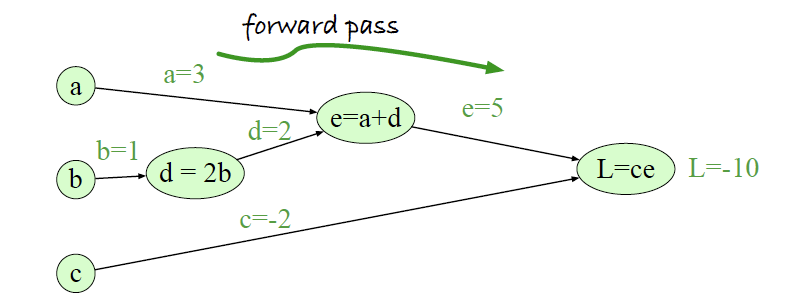 forward pass
a=3
a
e=a+d
e=5
d=2
b=1
b
d = 2b
L=ce
L=-10
c=-2
c